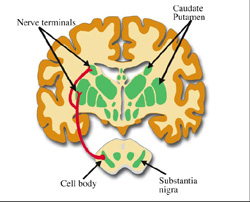 Caudate
Putamen
Nerve terminals
Cell body
Substantia
nigra